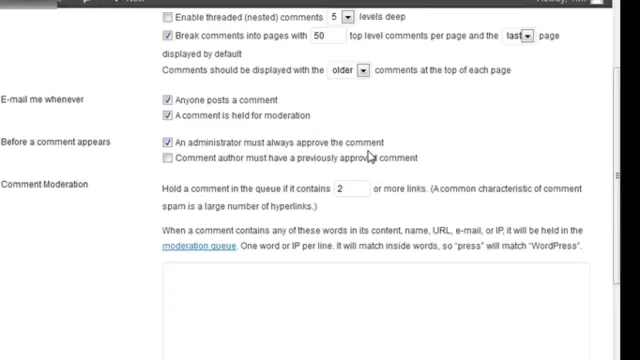 Enable threaded (nested) comments 5 levels deep
Break comments into pages with 50 top level comments per page and the last page
displayed by default
Comments should be displayed with the older comments at the top of each page
E-mail me whenever
Anyone posts a comment
A comment is held for moderation
Before a comment appears
An administrator must always approve the comment
Comment author must have a previously approved comment
Comment Moderation
Hold a comment in the queue if it contains 2 or more links. (A common characteristic of comment
spam is a large number of hyperlinks.)
When a comment contains any of these words in its content, name, URL, e-mail, or IP, it will be held in the
moderation queue. One word or IP per line. It will match inside words, so “press” will match “WordPress”.